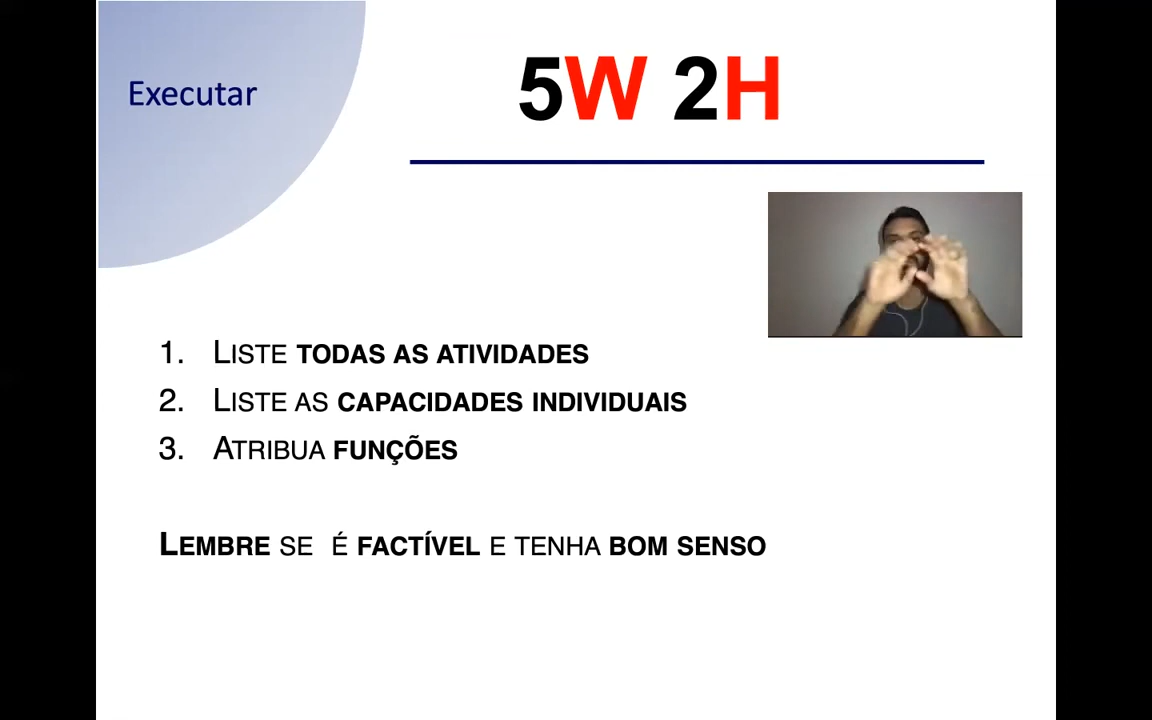 Executar
5W 2H
1. LISTE TODAS AS ATIVIDADES
2. LISTE AS CAPACIDADES INDIVIDUAIS
3. ATRIBUA FUNÇÕES
LEMBRE SE É FACTÍVEL E TENHA BOM SENSO